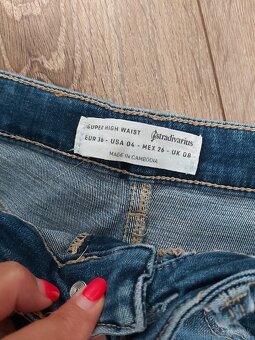 SUPER HIGH WAIST stradivarius
EUR 36 - USA 04 - MEX 26 - UK 08
MADE IN CAMBODIA